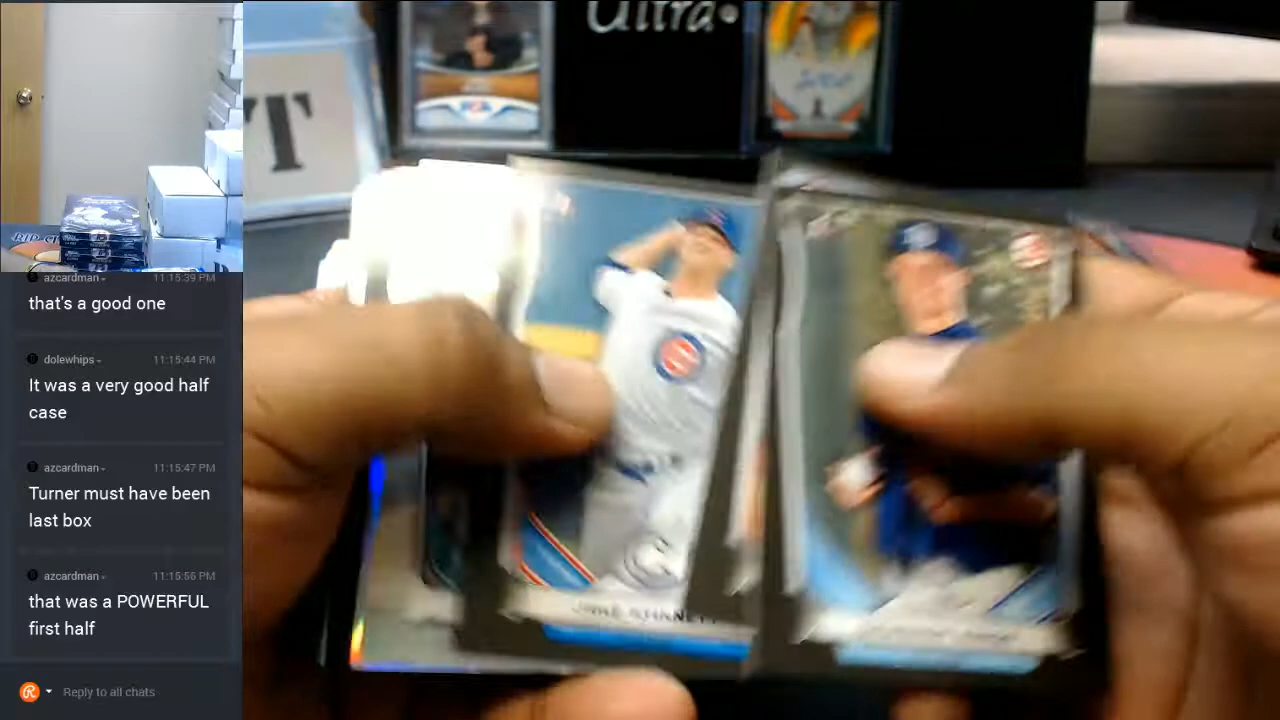 Ultra
T
RIP-C
azcardman 11:15:39 PM
that's a good one
dolewhips 11:15:44 PM
It was a very good half
case
azcardman 11:15:47 PM
Turner must have been
last box
azcardman 11:15:56 PM
that was a POWERFUL
first half
Reply to all chats